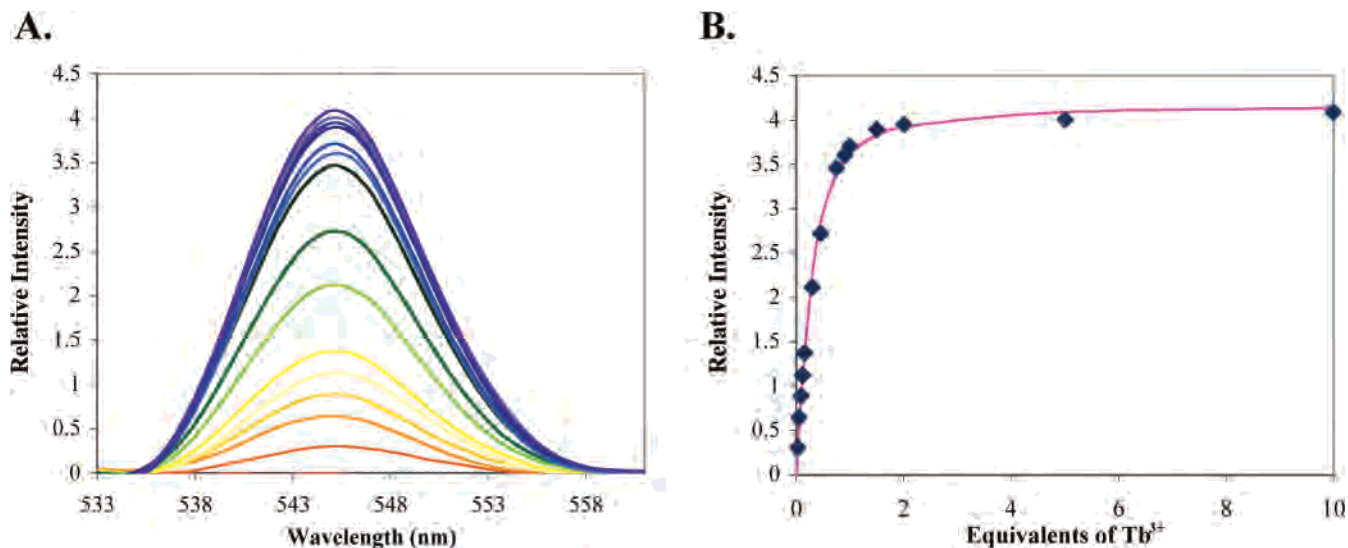 A.
4.5
4
3.5
3
2.5
2
1.5
1
0.5
0
Relative Intensity
533 538 543 548 553 558
Wavelength (nm)
B.
4.5
4
3.5
3
2.5
2
1.5
1
0.5
0
Relative Intensity
0 2 4 6 8 10
Equivalents of Tb³⁺